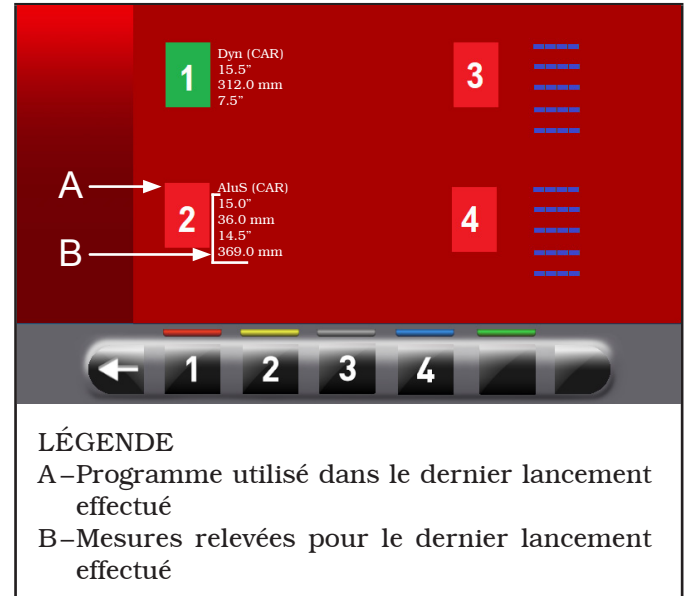 1
Dyn (CAR)
15.5"
312.0 mm
7.5"
3
A
2
AluS (CAR)
15.0"
36.0 mm
14.5"
369.0 mm
B
4
1 2 3 4
LÉGENDE
A–Programme utilisé dans le dernier lancement
effectué
B–Mesures relevées pour le dernier lancement
effectué